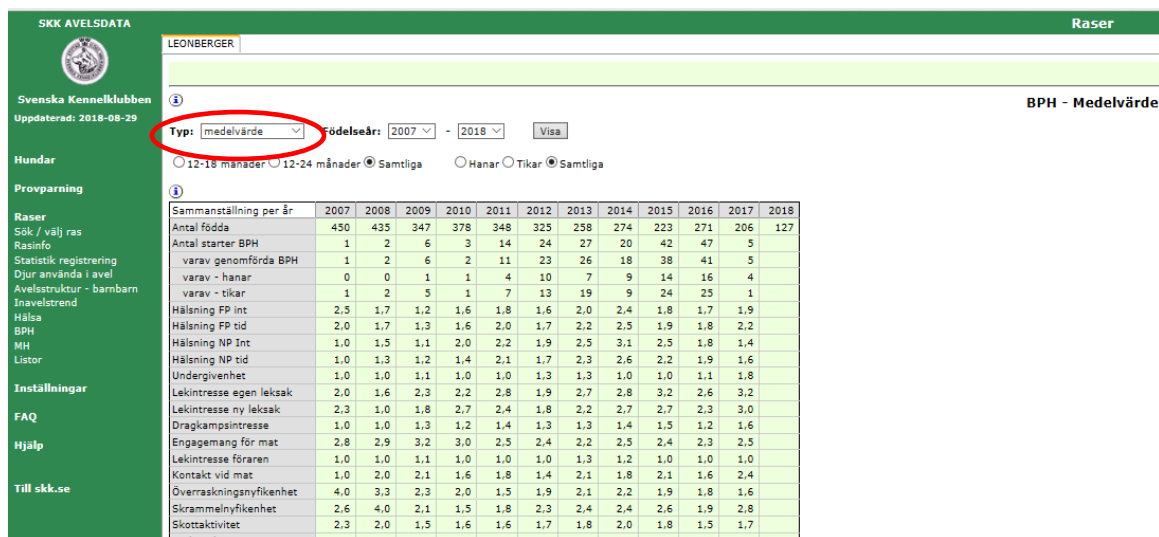 SKK AVELSDATA
Raser
LEONBERGER
Svenska Kennelklubben
Uppdaterad: 2018-08-29
BPH - Medelvärde
Typ: medelvärde Födelseår: 2007 - 2018 Visa
12-18 månader 12-24 månader Samtliga Hanar Tikar Samtliga
Hundar
Provparning
Raser
Sök / välj ras
Rasinfo
Statistik registrering
Djur använda i avel
Avelsstruktur - barnbarn
Inavelstrend
Hälsa
BPH
MH
Listor
Inställningar
FAQ
Hjälp
Till skk.se
Sammanställning per år 2007 2008 2009 2010 2011 2012 2013 2014 2015 2016 2017 2018
Antal födda 450 435 347 378 348 325 258 274 223 271 206 127
Antal starter BPH 1 2 6 3 14 24 27 20 42 47 5
varav genomförda BPH 1 2 6 2 11 23 26 18 38 41 5
varav - hanar 0 0 1 1 4 10 7 9 14 16 4
varav - tikar 1 2 5 1 7 13 19 9 24 25 1
Hälsning FP int 2,5 1,7 1,2 1,6 1,8 1,6 2,0 2,4 1,8 1,7 1,9
Hälsning FP tid 2,0 1,7 1,3 1,6 2,0 1,7 2,2 2,5 1,9 1,8 2,2
Hälsning NP Int 1,0 1,5 1,1 2,0 2,2 1,9 2,5 3,1 2,5 1,8 1,4
Hälsning NP tid 1,0 1,3 1,2 1,4 2,1 1,7 2,3 2,6 2,2 1,9 1,6
Undergivenhet 1,0 1,0 1,1 1,0 1,0 1,3 1,3 1,0 1,0 1,1 1,8
Lekintresse egen leksak 2,0 1,6 2,3 2,2 2,8 1,9 2,7 2,8 3,2 2,6 3,2
Lekintresse ny leksak 2,3 1,0 1,8 2,7 2,4 1,8 2,2 2,7 2,7 2,3 3,0
Dragkampsintresse 1,0 1,0 1,3 1,2 1,4 1,3 1,3 1,4 1,5 1,2 1,6
Engagemang för mat 2,8 2,9 3,2 3,0 2,5 2,4 2,2 2,5 2,4 2,3 2,5
Lekintresse föraren 1,0 1,0 1,1 1,0 1,0 1,0 1,3 1,2 1,0 1,0 1,0
Kontakt vid mat 1,0 2,0 2,1 1,6 1,8 1,4 2,1 1,8 2,1 1,6 2,4
Överraskningsnyfikenhet 4,0 3,3 2,3 2,0 1,5 1,9 2,1 2,2 1,9 1,8 1,6
Skrammelnyfikenhet 2,6 4,0 2,1 1,5 1,8 2,3 2,4 2,4 2,6 1,9 2,8
Skottaktivitet 2,3 2,0 1,5 1,6 1,6 1,7 1,8 2,0 1,8 1,5 1,7